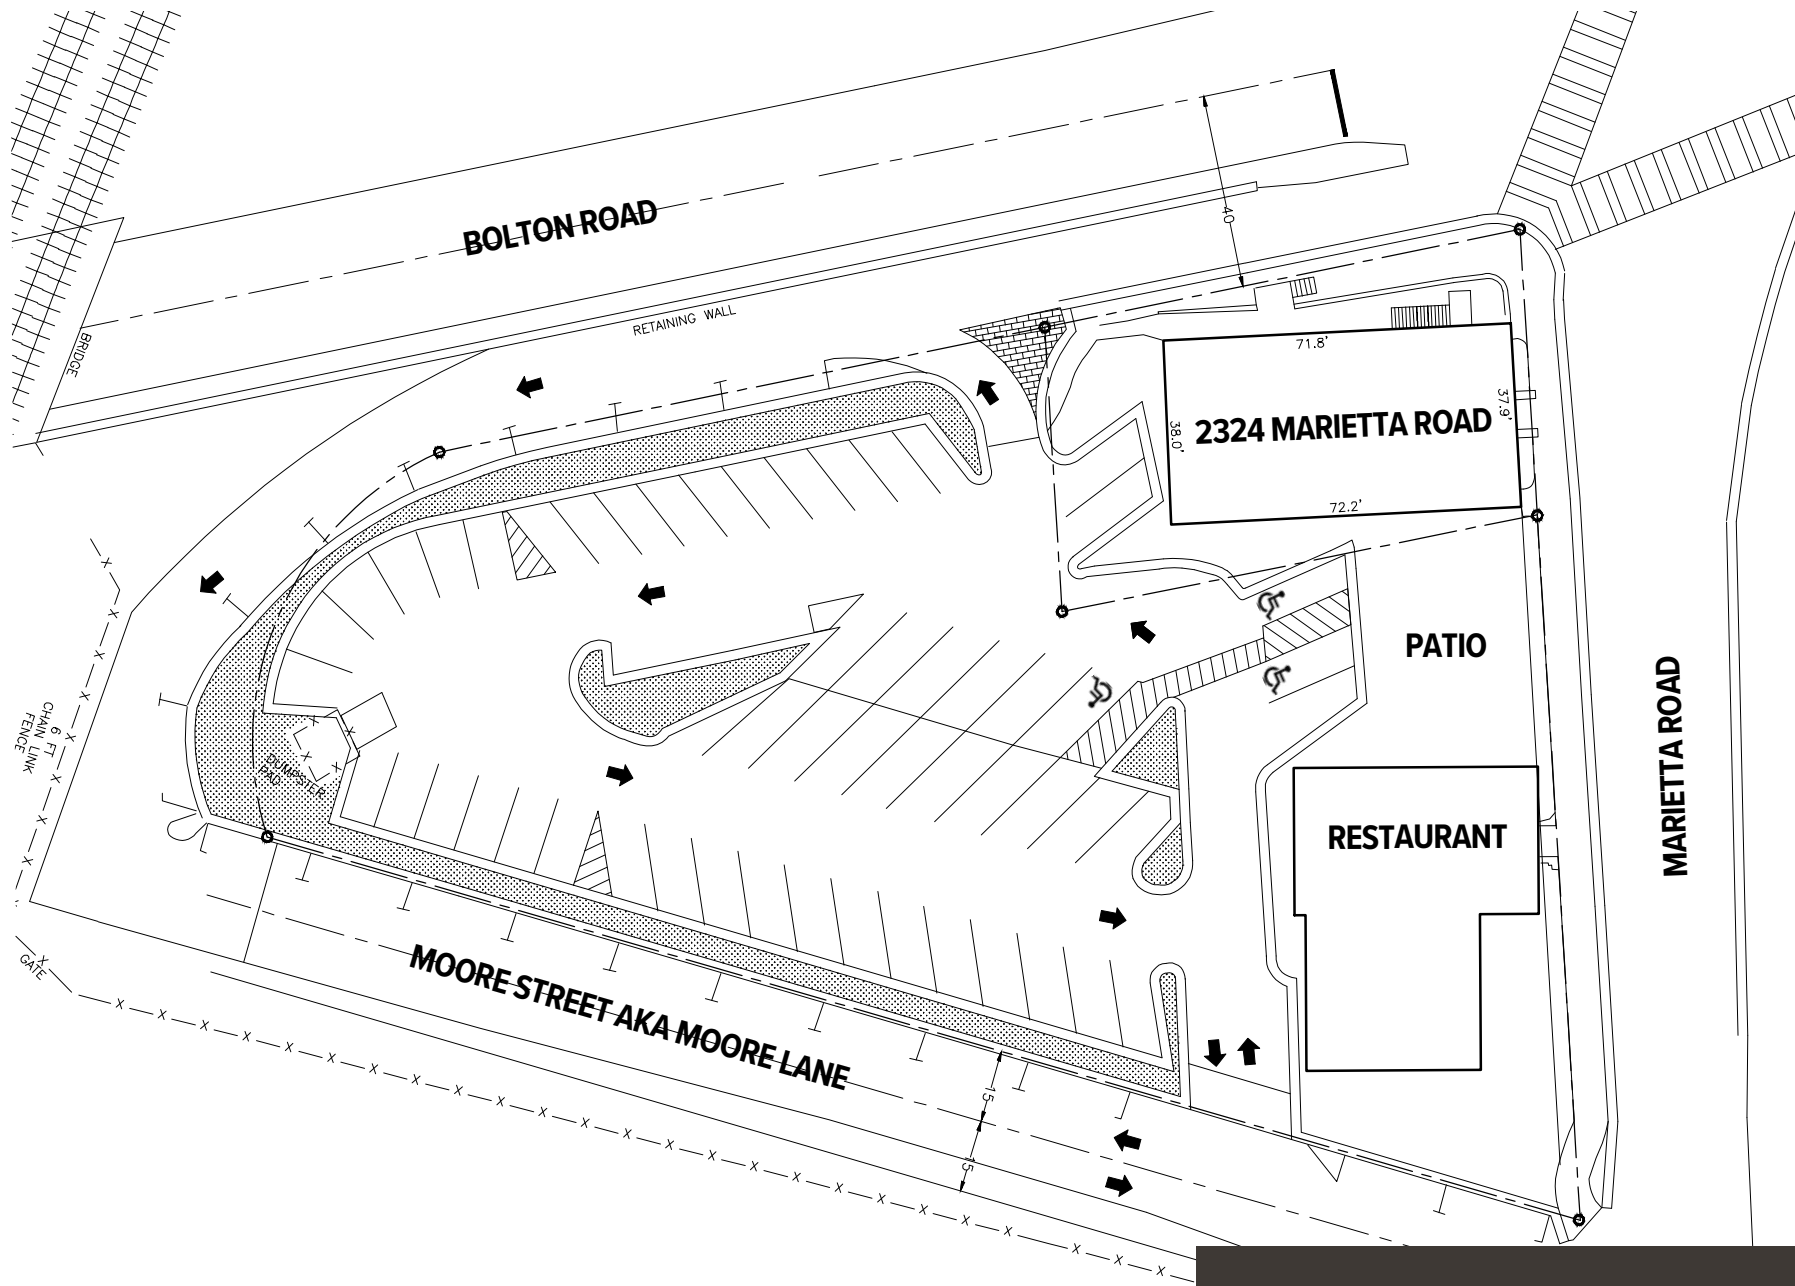 BOLTON ROAD
40
RETAINING WALL
BRIDGE
71.8'
37.9'
2324 MARIETTA ROAD
38.0'
72.2'
PATIO
MARIETTA ROAD
6 FT
CHAIN LINK
FENCE
DUMPSTER
PAD
RESTAURANT
GATE
MOORE STREET AKA MOORE LANE
15
15